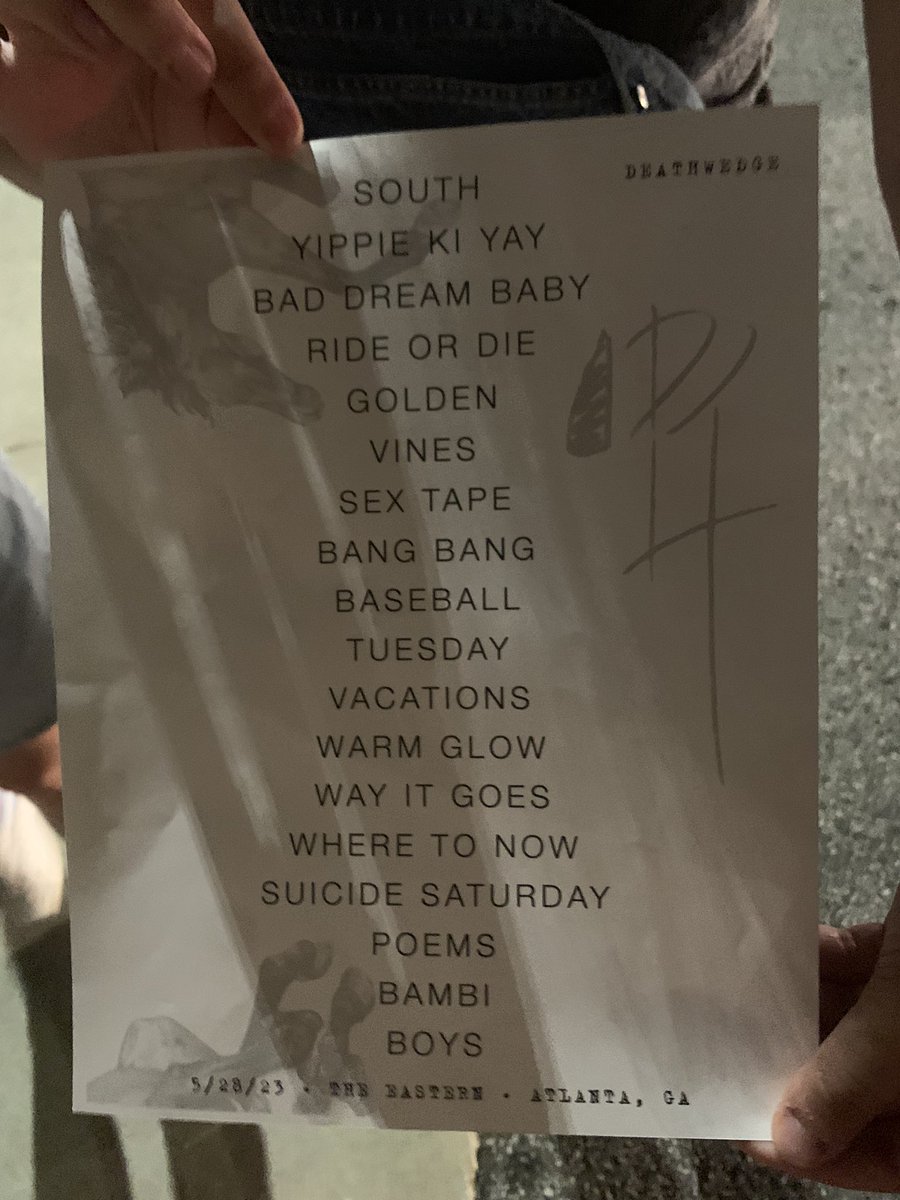 DEATHWEDGE
SOUTH
YIPPIE KI YAY
BAD DREAM BABY
RIDE OR DIE
GOLDEN
VINES
SEX TAPE
BANG BANG
BASEBALL
TUESDAY
VACATIONS
WARM GLOW
WAY IT GOES
WHERE TO NOW
SUICIDE SATURDAY
POEMS
BAMBI
BOYS
5/28/23 • THE EASTERN • ATLANTA, GA